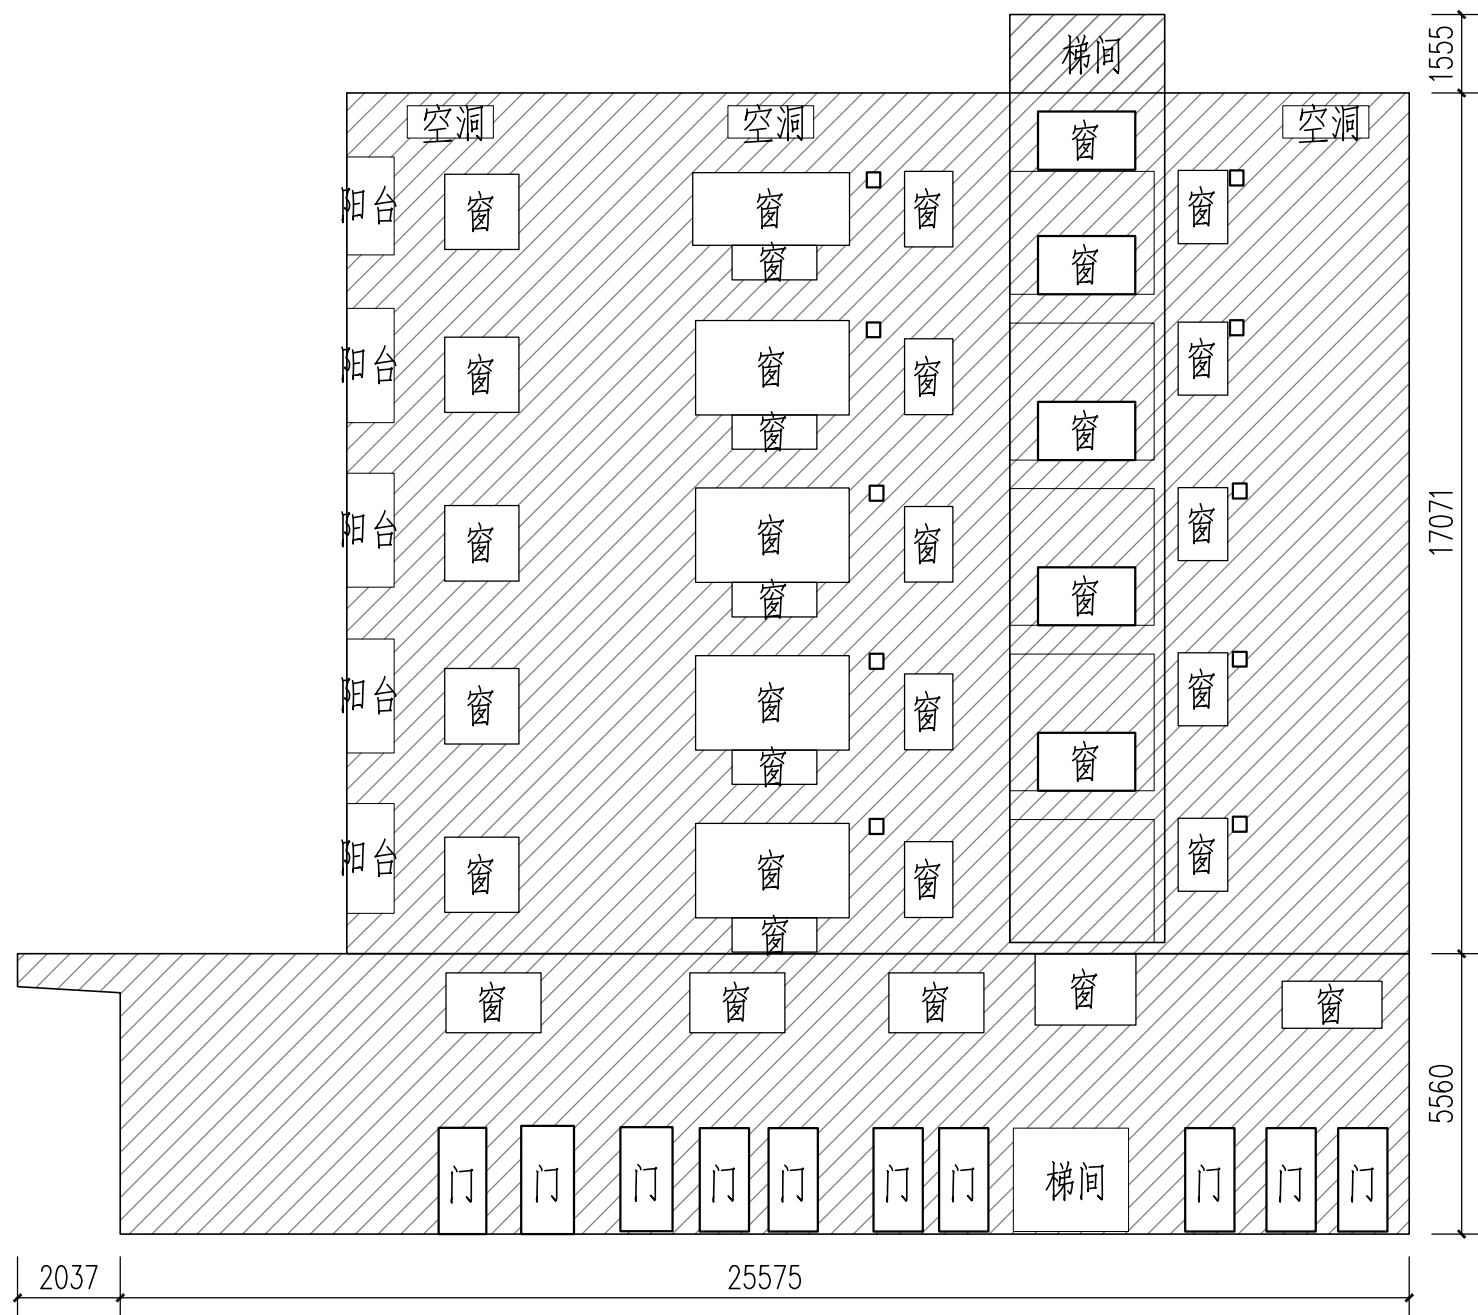 梯间
1555
空洞 空洞 窗 空洞
阳台 窗 窗 窗 窗
窗 窗
阳台 窗 窗 窗 窗
窗 窗
17071
阳台 窗 窗 窗 窗
窗 窗
阳台 窗 窗 窗 窗
窗 窗
阳台 窗 窗 窗 窗
窗
窗 窗 窗 窗 窗
5560
门 门 门 门 门 门 门 梯间 门 门 门
2037 25575